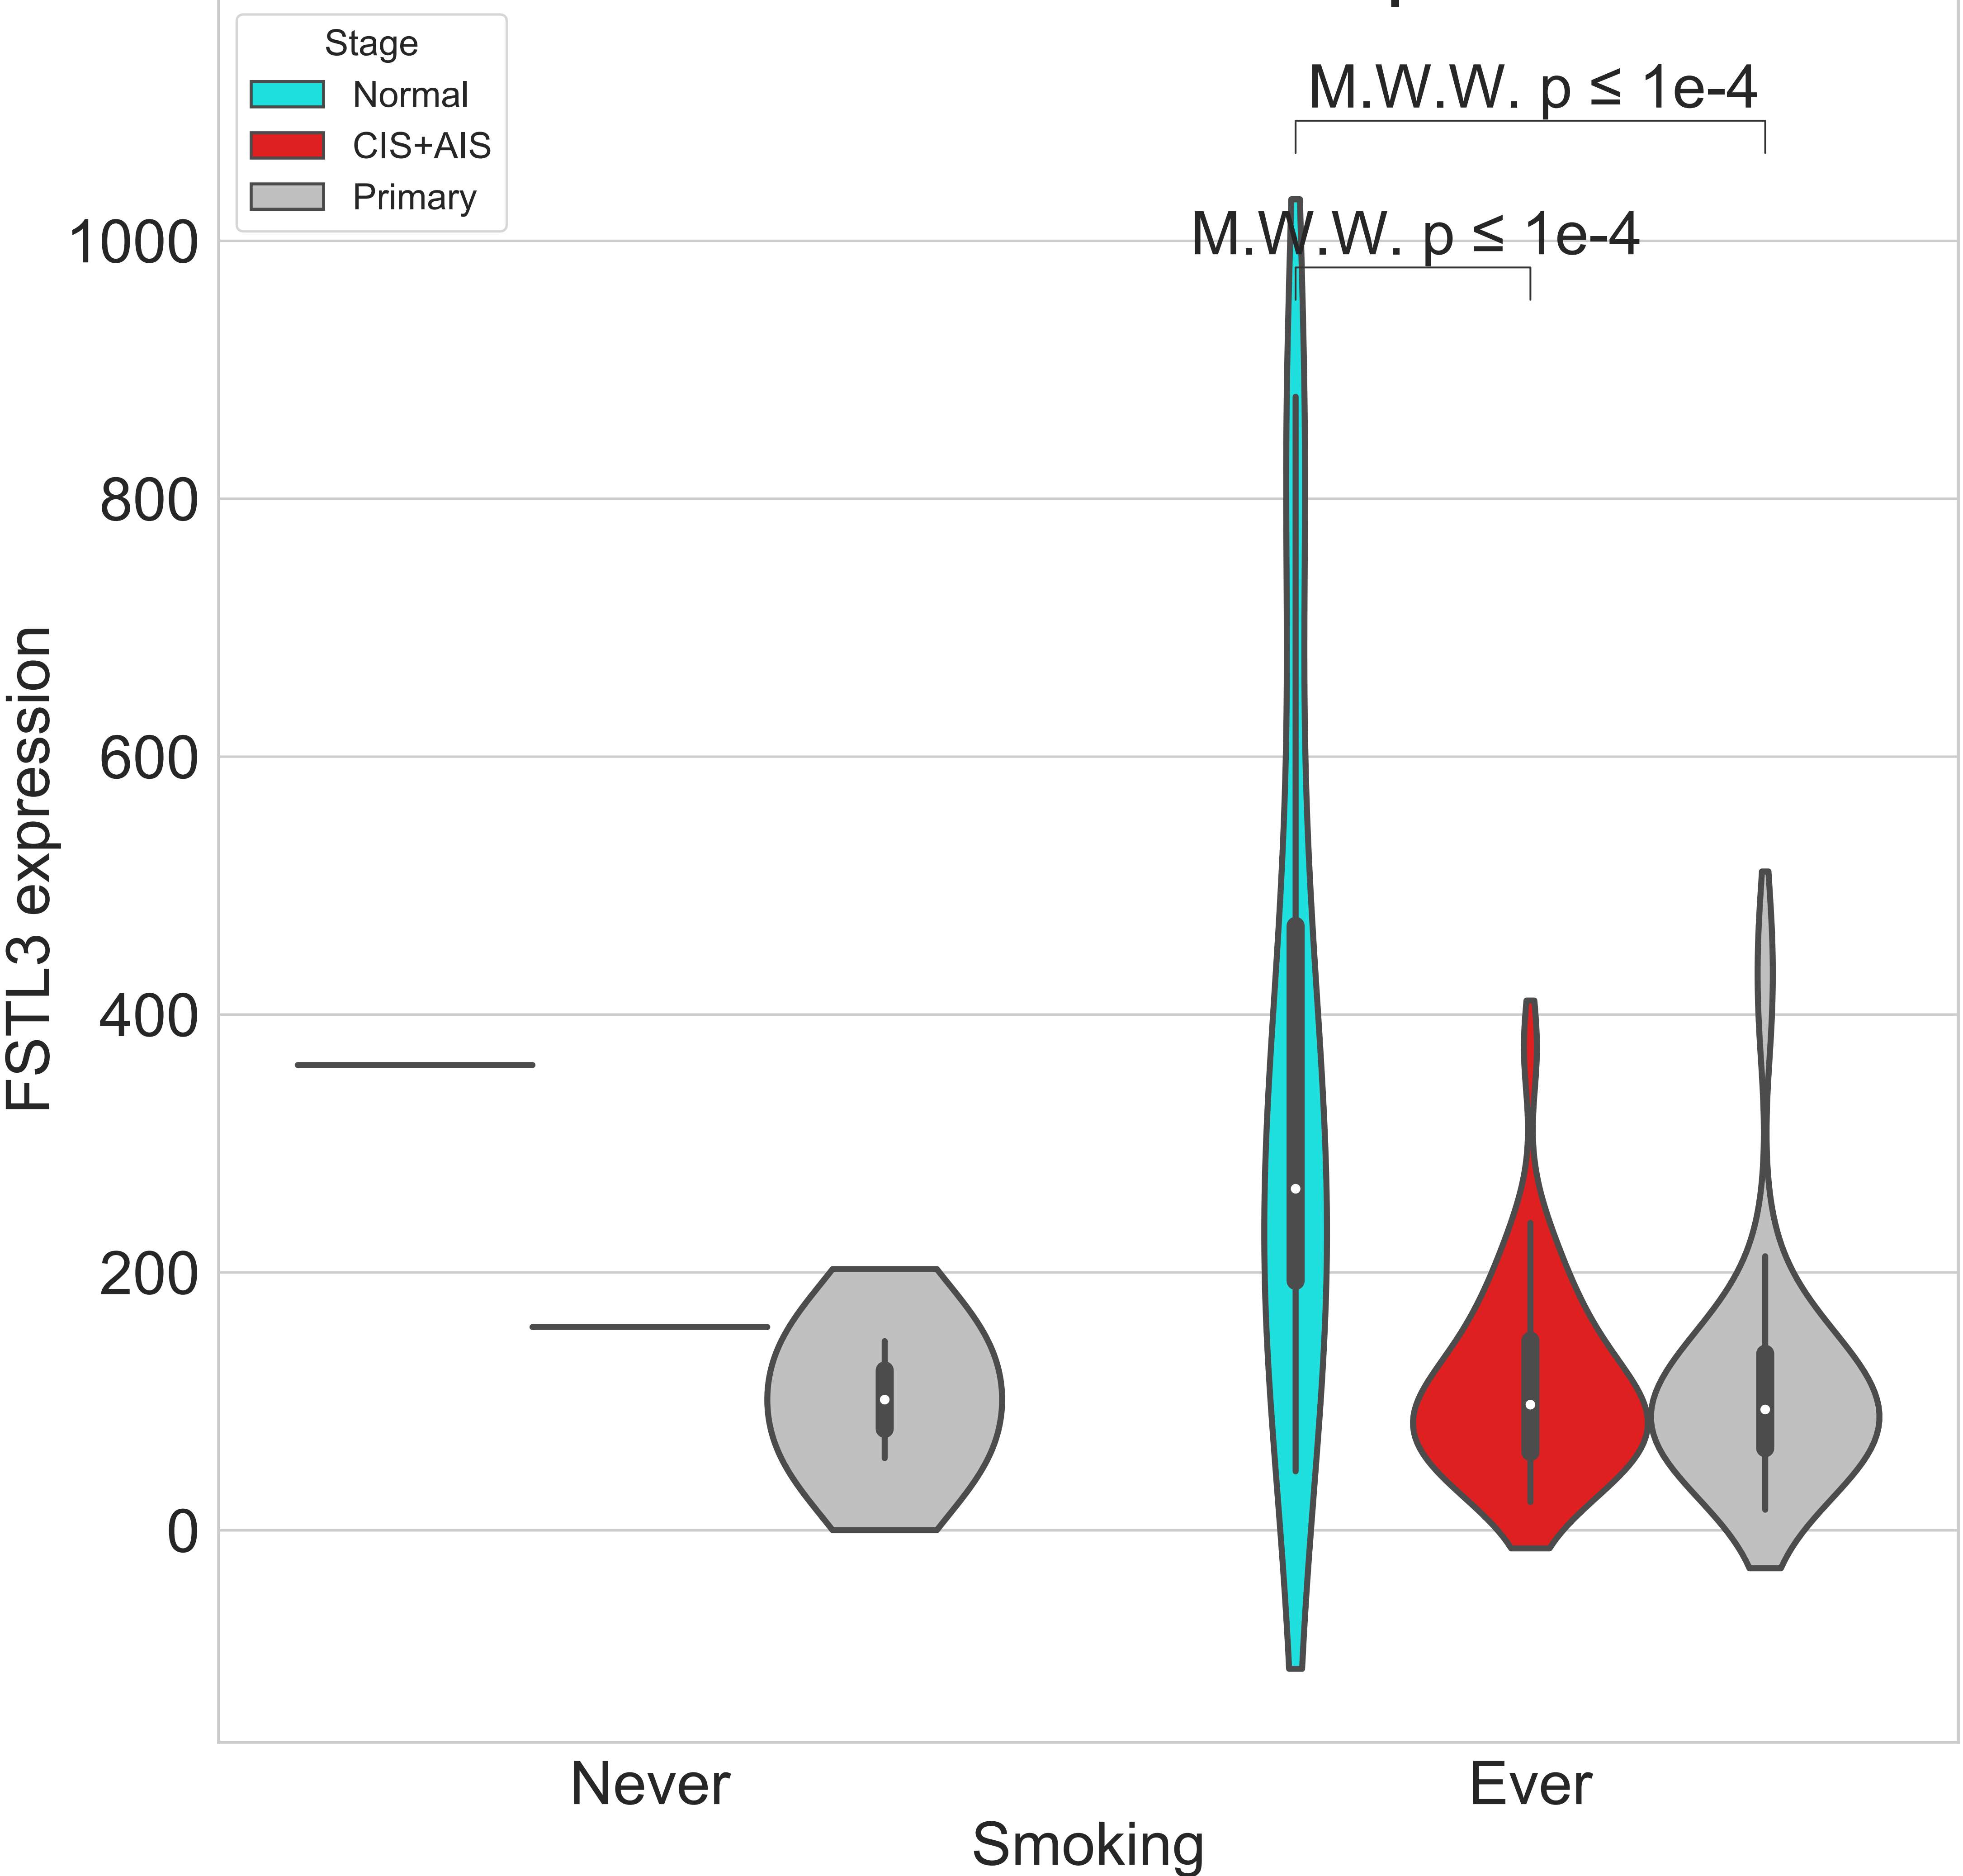 Stage
Normal
CIS+AIS
Primary
M.W.W. p ≤ 1e-4
M.W.W. p ≤ 1e-4
1000
800
600
400
200
0
FSTL3 expression
Never
Ever
Smoking